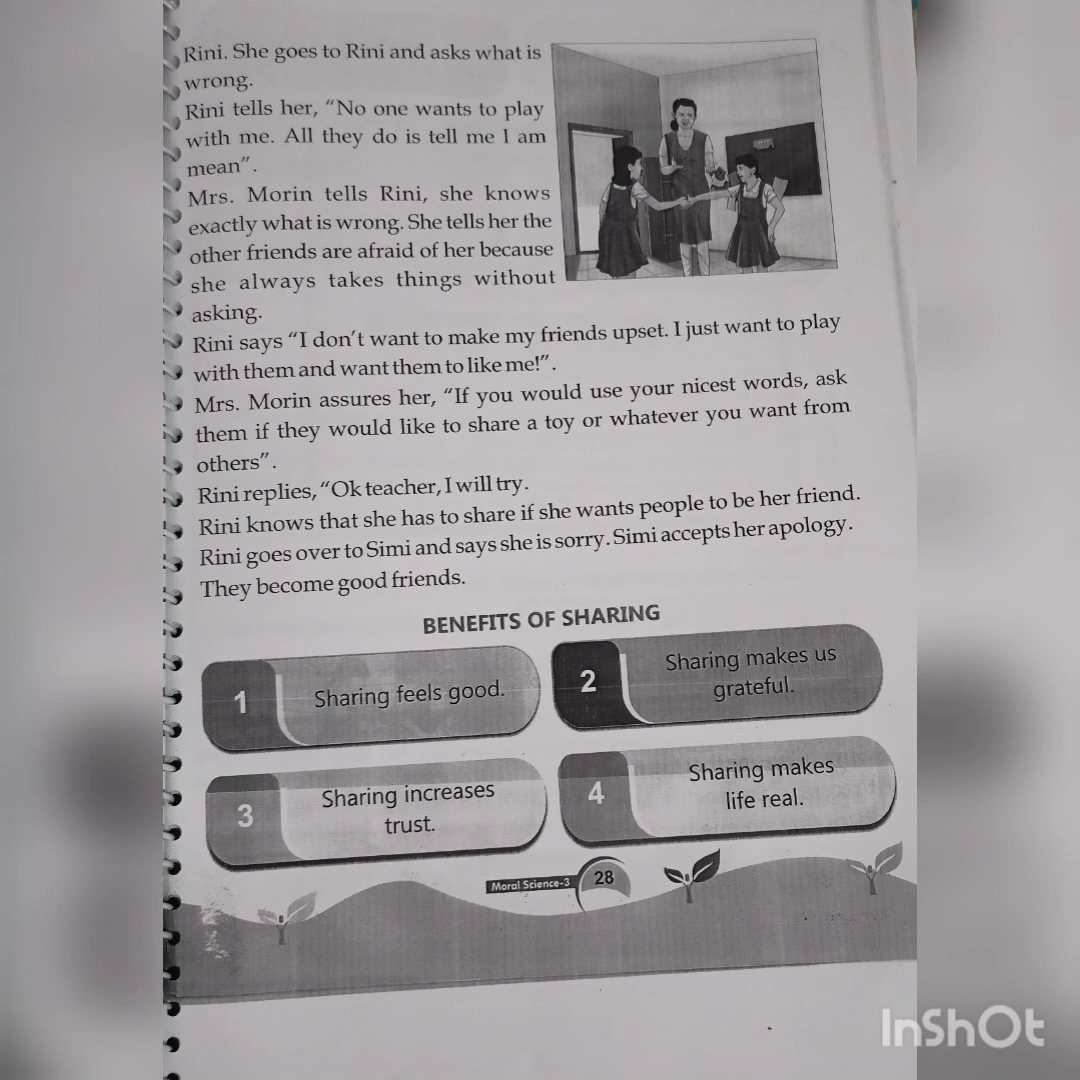 Rini. She goes to Rini and asks what is
wrong.
Rini tells her, “No one wants to play
with me. All they do is tell me I am
mean”.
Mrs. Morin tells Rini, she knows
exactly what is wrong. She tells her the
other friends are afraid of her because
she always takes things without
asking.
Rini says “I don’t want to make my friends upset. I just want to play
with them and want them to like me!”.
Mrs. Morin assures her, “If you would use your nicest words, ask
them if they would like to share a toy or whatever you want from
others”.
Rini replies, “Ok teacher, I will try.
Rini knows that she has to share if she wants people to be her friend.
Rini goes over to Simi and says she is sorry. Simi accepts her apology.
They become good friends.
BENEFITS OF SHARING
1
Sharing feels good.
2
Sharing makes us
grateful.
3
Sharing increases
trust.
4
Sharing makes
life real.
Moral Science-3
28
InShOt